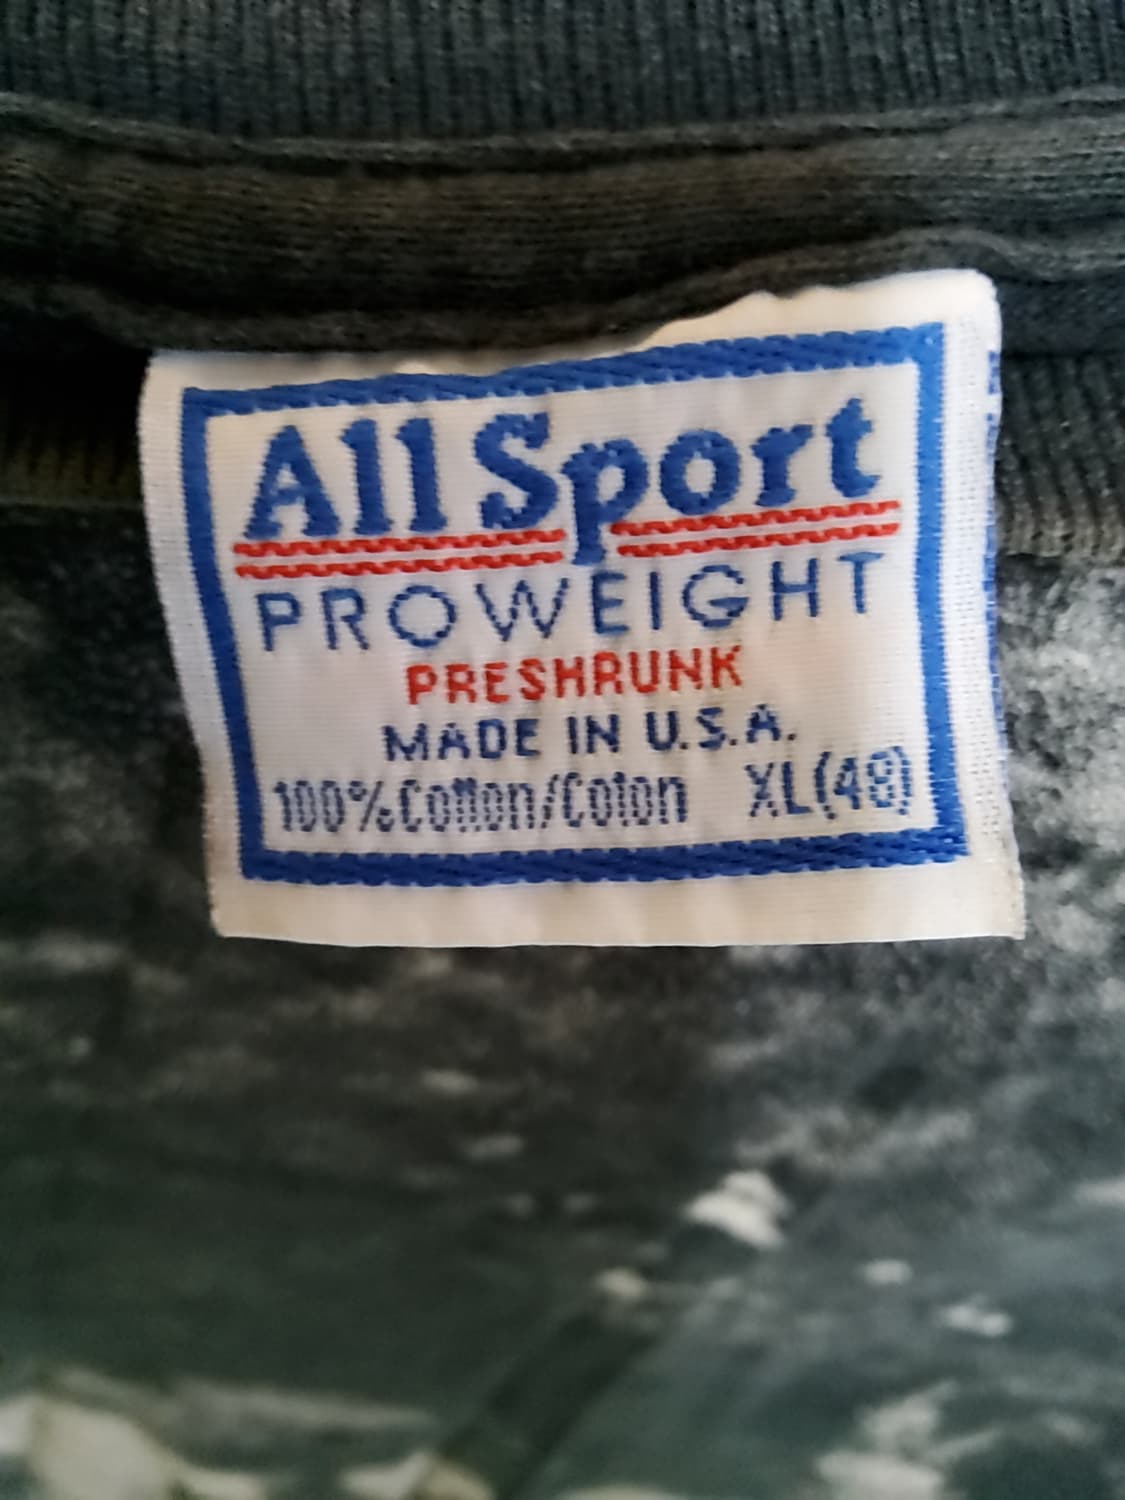 All Sport
PROWEIGHT
PRESHRUNK
MADE IN U.S.A.
100% Cotton/Coton XL(48)